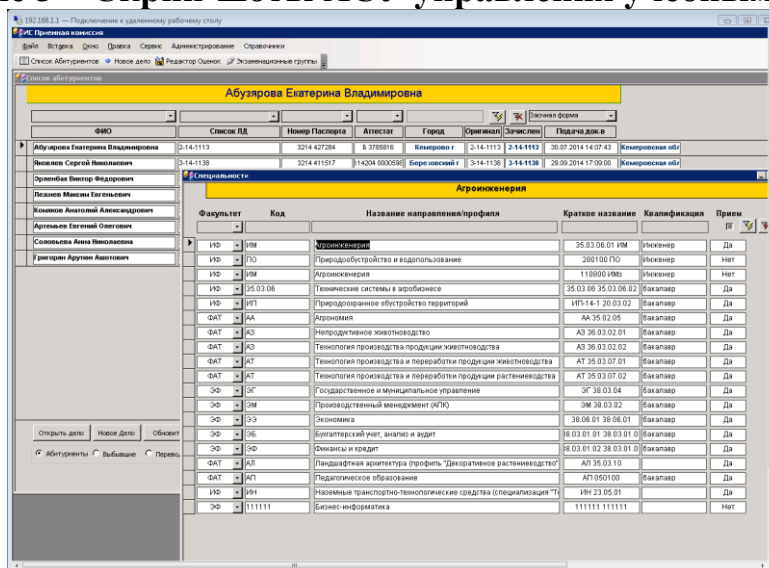 192.168.1.1 — Подключение к удаленному рабочему столу
ИС Приемная комиссия
Файл Вставка Окно Правка Сервис Администрирование Справочники
Список Абитуриентов Новое дело Редактор Оценок Экзаменационные группы
Список абитуриентов
Абузярова Екатерина Владимировна
Заочная форма
ФИО Список ЛД Номер Паспорта Аттестат Город Оригинал Зачислен Подача док-в
Абузярова Екатерина Владимировна 2-14-1113 3214 427284 Б 3785916 Кемерово г 2-14-1113 2-14-1113 30.07.2014 14:07:43 Кемеровская обл
Яковлев Сергей Николаевич 3-14-1138 3214 411517 Березовский г 3-14-1138 3-14-1138 29.09.2014 17:09:00 Кемеровская обл
Эрленбах Виктор Федорович
Пехнев Максим Евгеньевич
Комяков Анатолий Александрович
Артемьев Евгений Олегович
Соловьева Анна Николаевна
Григорян Арутюн Ашотович
Открыть дело Новое Дело Обновит
Абитуриенты Выбывшие Перево
Специальности
Агроинженерия
Факультет Код Название направления/профиля Краткое название Квалификация Прием
ИФ ИМ Агроинженерия 35.03.06.01 ИМ Инженер Да
ИФ ПО Природообустройство и водопользование 280100 ПО Инженер Нет
ИФ ИМ Агроинженерия 110800 ИМз Инженер Нет
ИФ 35.03.06 Технические системы в агробизнесе 35.03.06 35.03.06.02 бакалавр Да
ИФ ИП Природоохранное обустройство территорий ИП-14-1 20.03.02 бакалавр Да
ФАТ АА Агрономия АА 35.02.05 бакалавр Да
ФАТ АЗ Непродуктивное животноводство АЗ 36.03.02.01 бакалавр Да
ФАТ АЗ Технология производства продукции животноводства АЗ 36.03.02.02 бакалавр Да
ФАТ АТ Технология производства и переработки продукции животноводства АТ 35.03.07.01 бакалавр Да
ФАТ АТ Технология производства и переработки продукции растениеводства АТ 35.03.07.02 бакалавр Да
ЭФ ЭГ Государственное и муниципальное управление ЭГ 38.03.04 бакалавр Да
ЭФ ЭМ Производственный менеджмент (АПК) ЭМ 38.03.02 бакалавр Да
ЭФ ЭЭ Экономика 38.06.01 38.06.01 бакалавр Да
ЭФ ЭБ Бухгалтерский учет, анализ и аудит 38.03.01.01 38.03.01.0 бакалавр Да
ЭФ ЭФ Финансы и кредит 38.03.01.02 38.03.01.0 бакалавр Да
ФАТ АЛ Ландшафтная архитектура (профиль "Декоративное растениеводство" АЛ 35.03.10 Да
ФАТ АП Педагогическое образование АП 050100 бакалавр Да
ИФ ИН Наземные транспортно-технологические средства (специализация "Те ИН 23.05.01 Да
ЭФ 111111 Бизнес-информатика 111111 111111 Нет